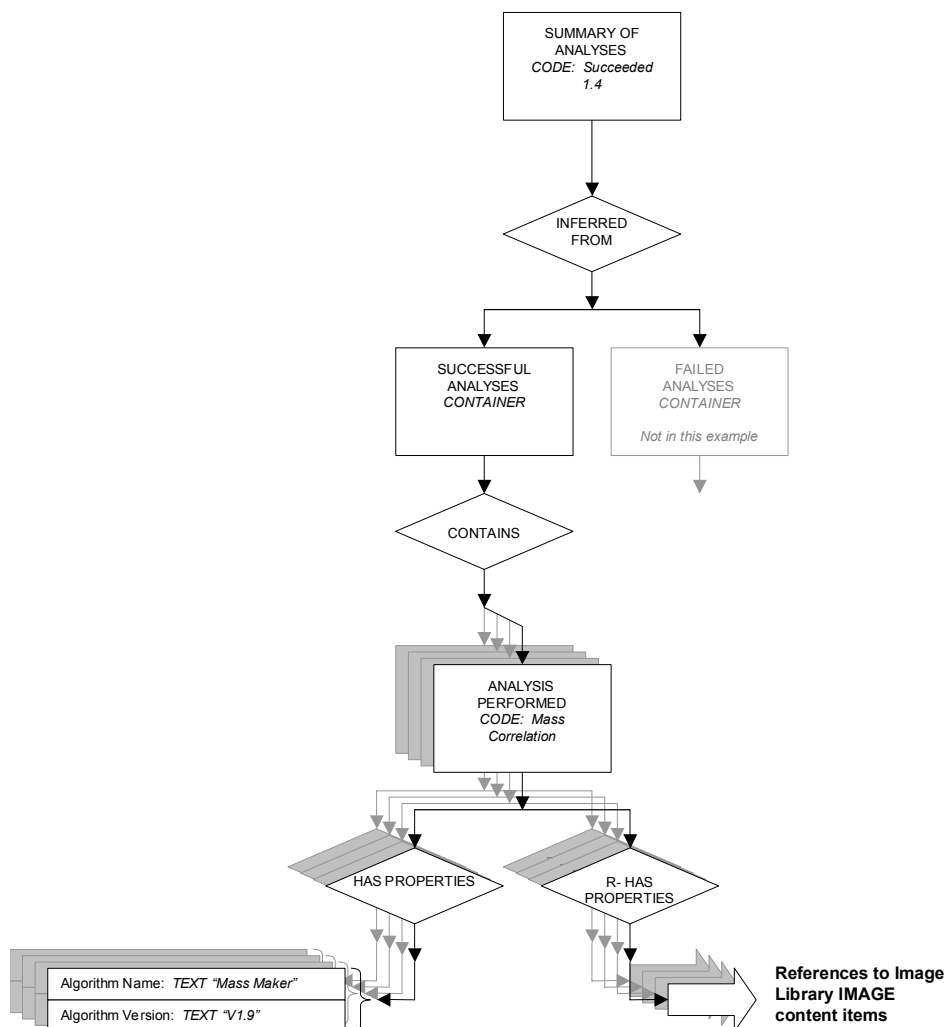 SUMMARY OF
ANALYSES
CODE: Succeeded
1.4
INFERRED
FROM
SUCCESSFUL
ANALYSES
CONTAINER
FAILED
ANALYSES
CONTAINER
Not in this example
CONTAINS
ANALYSIS
PERFORMED
CODE: Mass
Correlation
HAS PROPERTIES
R- HAS
PROPERTIES
Algorithm Name: TEXT “Mass Maker”
Algorithm Version: TEXT “V1.9”
References to Image
Library IMAGE
content items